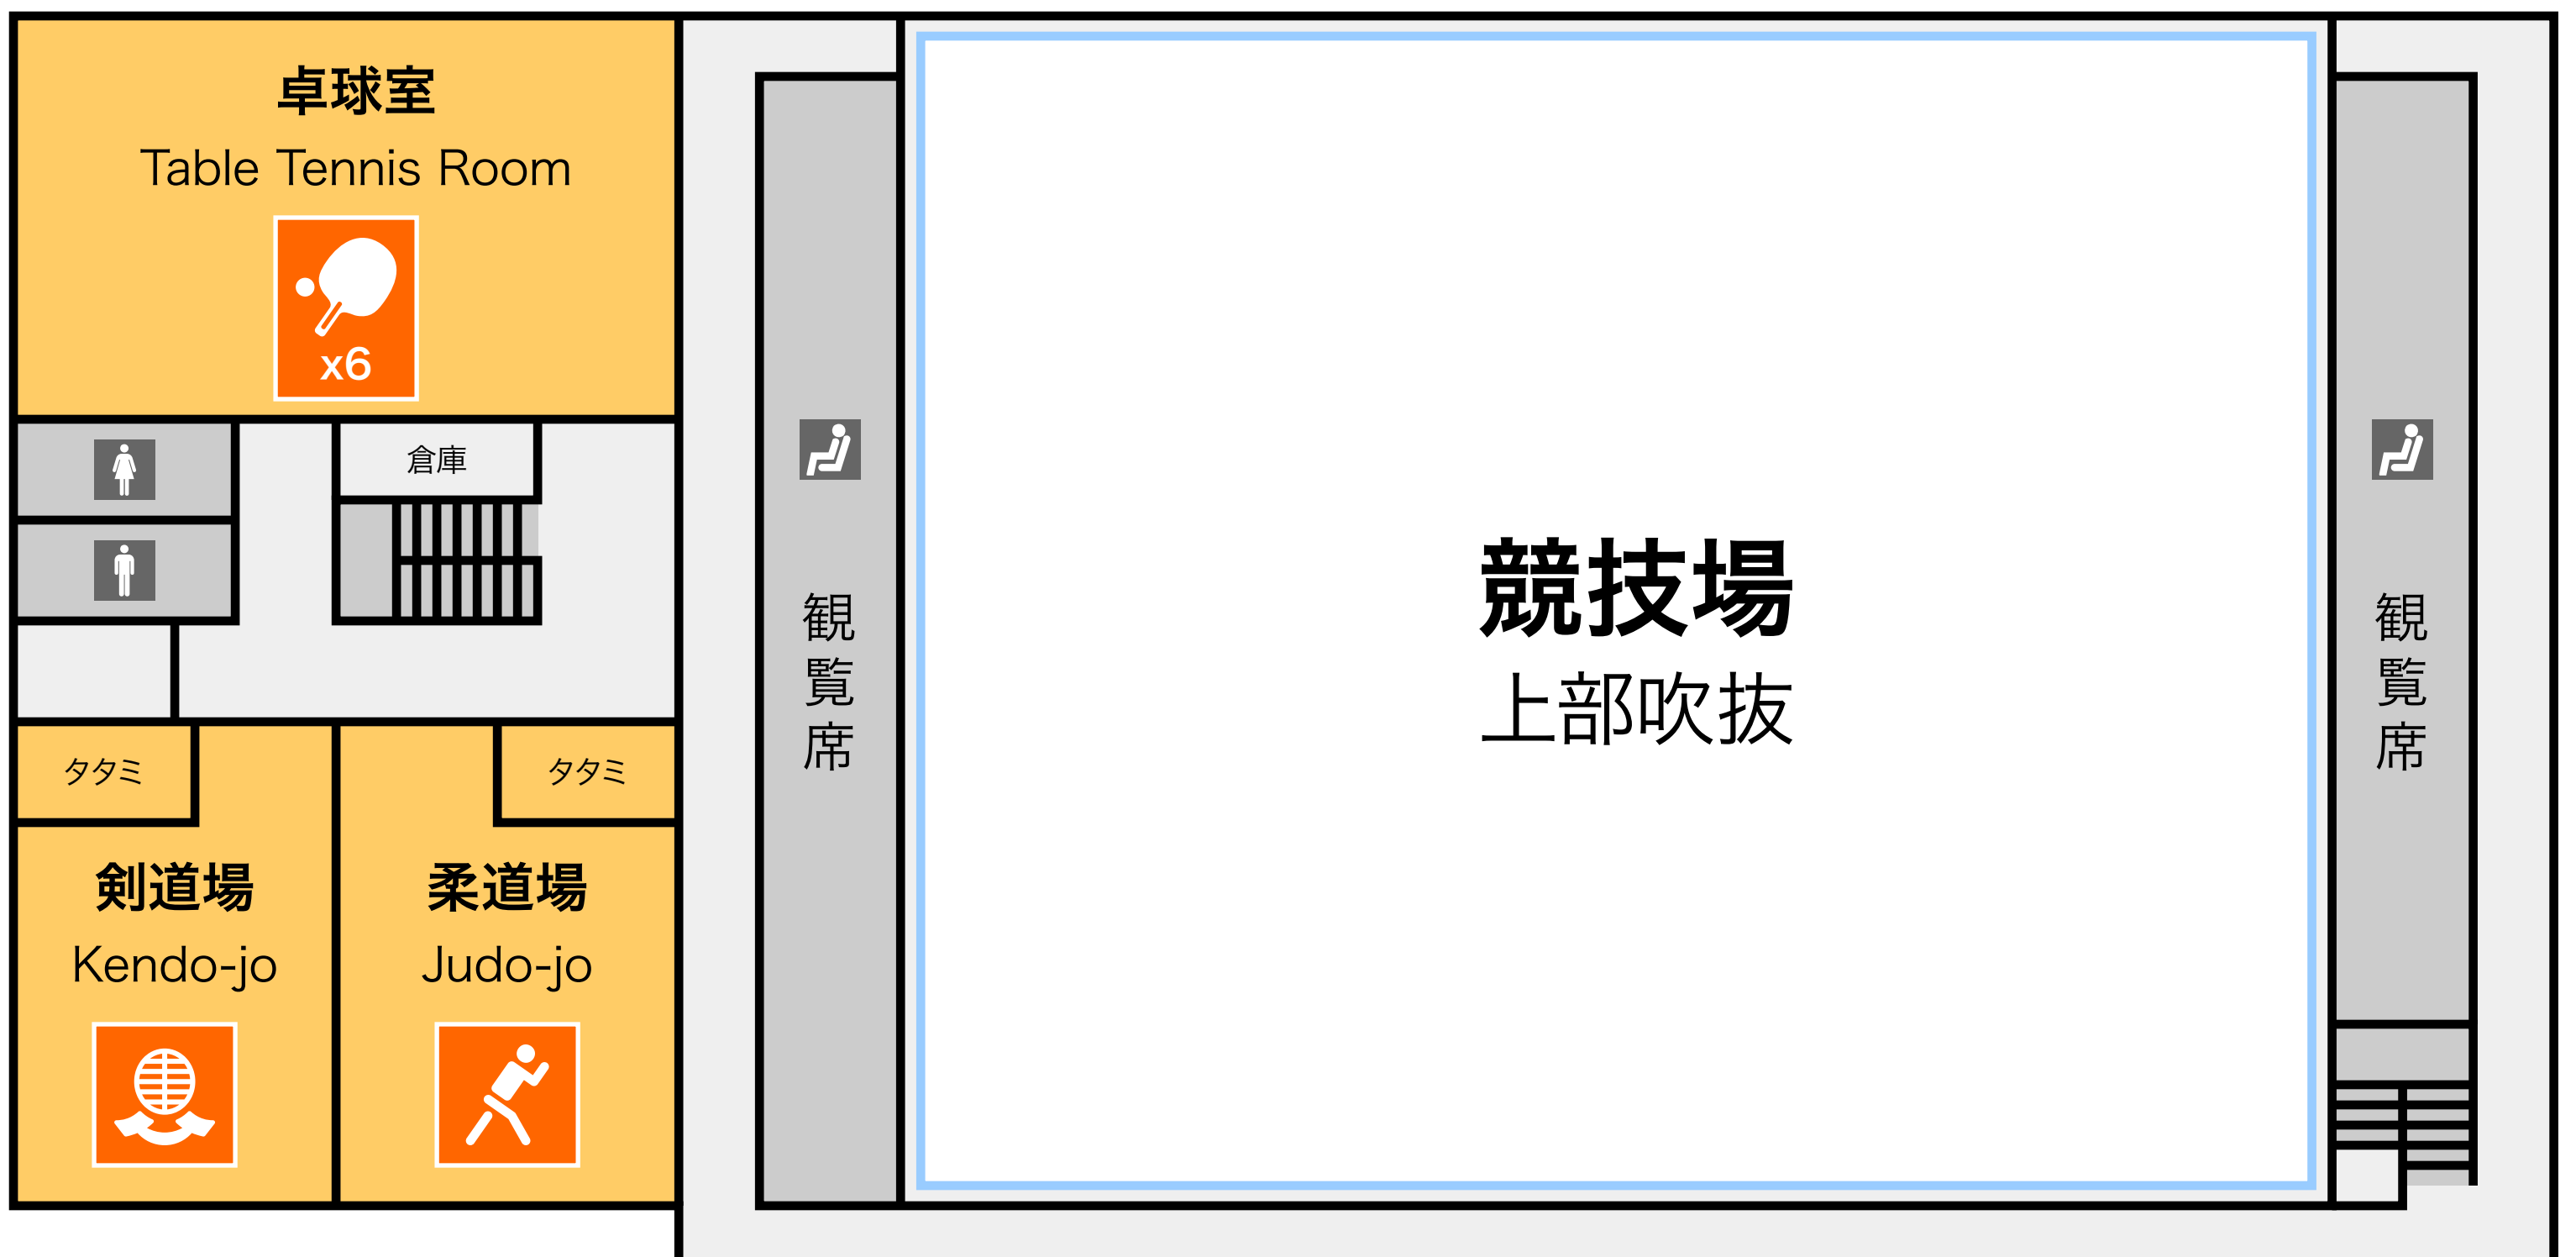 卓球室
Table Tennis Room
x6
倉庫
タタミ
タタミ
剣道場
Kendo-jo
柔道場
Judo-jo
観覧席
競技場
上部吹抜
観覧席